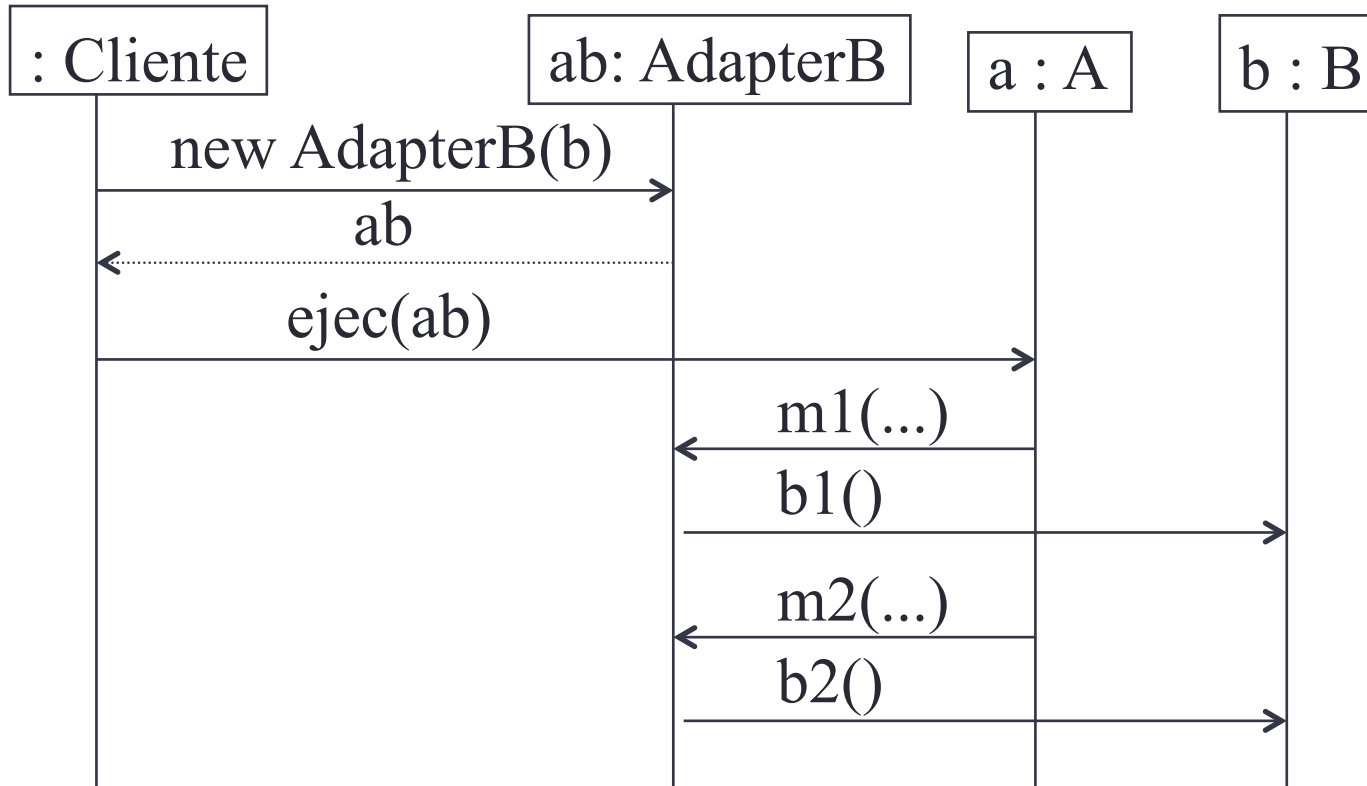 : Cliente
ab: AdapterB
a : A
b : B
new AdapterB(b)
ab
ejec(ab)
m1(...)
b1()
m2(...)
b2()